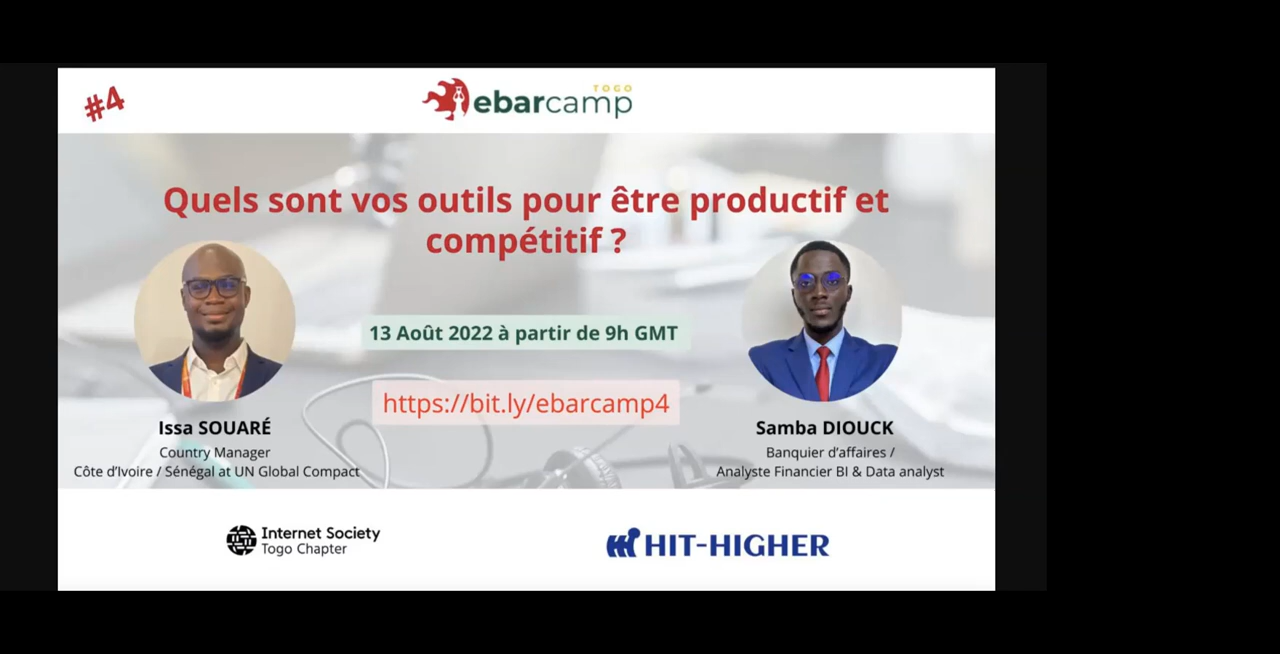 #4
TOGO
ebarcamp
Quels sont vos outils pour être productif et
compétitif ?
13 Août 2022 à partir de 9h GMT
https://bit.ly/ebarcamp4
Issa SOUARÉ
Country Manager
Côte d'Ivoire / Sénégal at UN Global Compact
Samba DIOUCK
Banquier d'affaires /
Analyste Financier BI & Data analyst
Internet Society
Togo Chapter
HIT-HIGHER